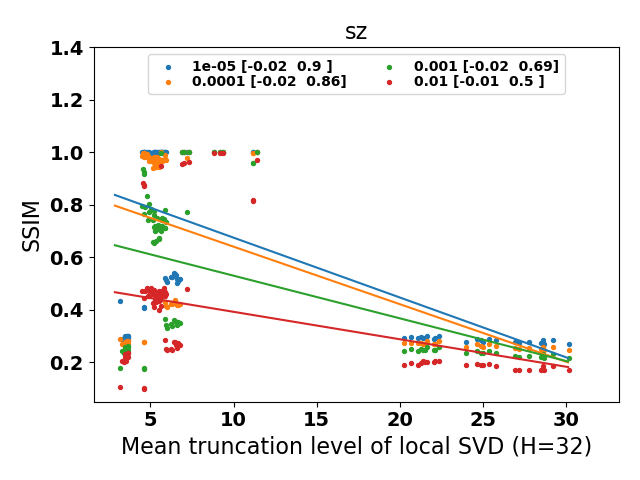 sz
1.4
1.2
1.0
0.8
0.6
0.4
0.2
SSIM
1e-05 [-0.02  0.9 ]
0.0001 [-0.02  0.86]
0.001 [-0.02  0.69]
0.01 [-0.01  0.5 ]
5 10 15 20 25 30
Mean truncation level of local SVD (H=32)